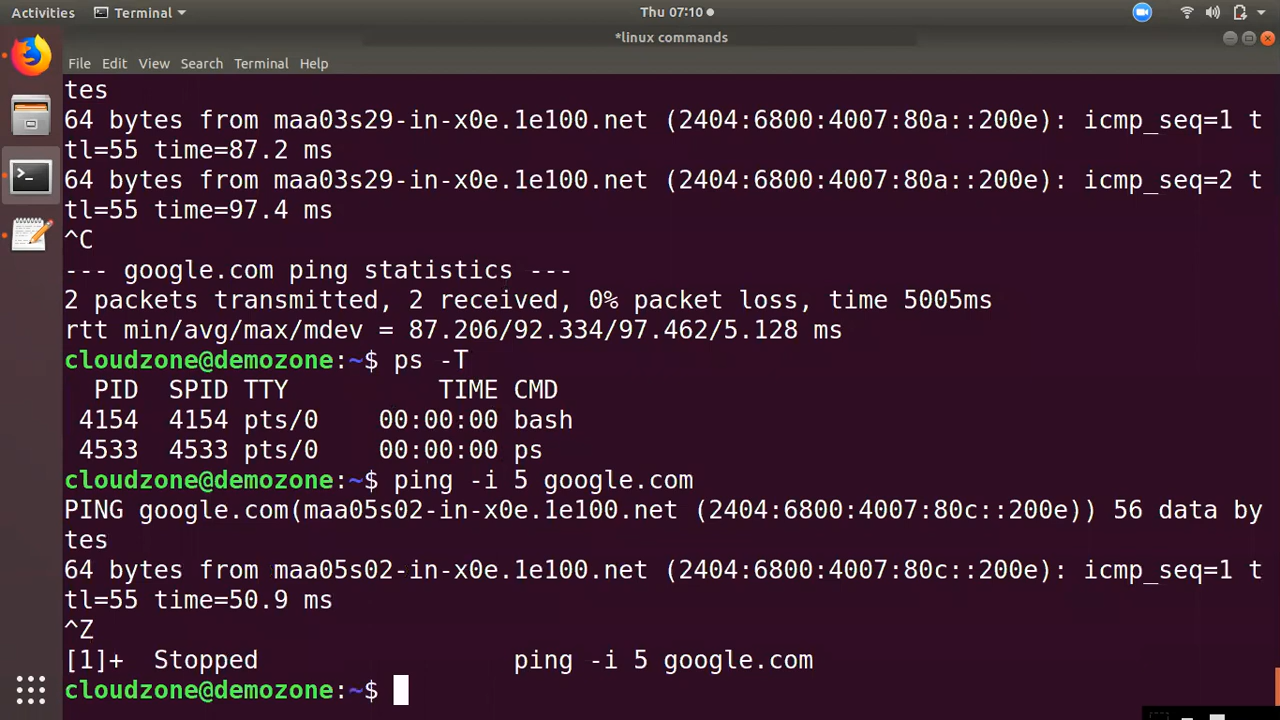 Activities Terminal Thu 07:10
*linux commands
File Edit View Search Terminal Help
tes
64 bytes from maa03s29-in-x0e.1e100.net (2404:6800:4007:80a::200e): icmp_seq=1 t
tl=55 time=87.2 ms
64 bytes from maa03s29-in-x0e.1e100.net (2404:6800:4007:80a::200e): icmp_seq=2 t
tl=55 time=97.4 ms
^C
--- google.com ping statistics ---
2 packets transmitted, 2 received, 0% packet loss, time 5005ms
rtt min/avg/max/mdev = 87.206/92.334/97.462/5.128 ms
cloudzone@demozone:~$ ps -T
PID SPID TTY TIME CMD
4154 4154 pts/0 00:00:00 bash
4533 4533 pts/0 00:00:00 ps
cloudzone@demozone:~$ ping -i 5 google.com
PING google.com(maa05s02-in-x0e.1e100.net (2404:6800:4007:80c::200e)) 56 data by
tes
64 bytes from maa05s02-in-x0e.1e100.net (2404:6800:4007:80c::200e): icmp_seq=1 t
tl=55 time=50.9 ms
^Z
[1]+ Stopped ping -i 5 google.com
cloudzone@demozone:~$